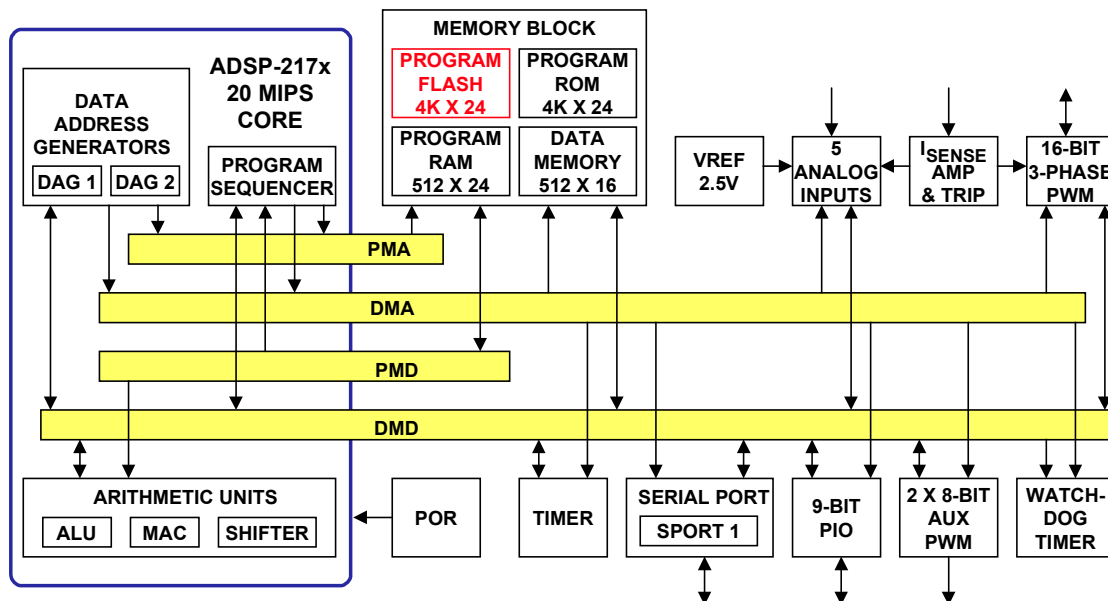 ADSP-217x
20 MIPS
CORE
DATA
ADDRESS
GENERATORS
DAG 1
DAG 2
PROGRAM
SEQUENCER
MEMORY BLOCK
PROGRAM
FLASH
4K X 24
PROGRAM
ROM
4K X 24
PROGRAM
RAM
512 X 24
DATA
MEMORY
512 X 16
VREF
2.5V
5
ANALOG
INPUTS
ISENSE
AMP
& TRIP
16-BIT
3-PHASE
PWM
PMA
DMA
PMD
DMD
ARITHMETIC UNITS
ALU
MAC
SHIFTER
POR
TIMER
SERIAL PORT
SPORT 1
9-BIT
PIO
2 X 8-BIT
AUX
PWM
WATCH-
DOG
TIMER